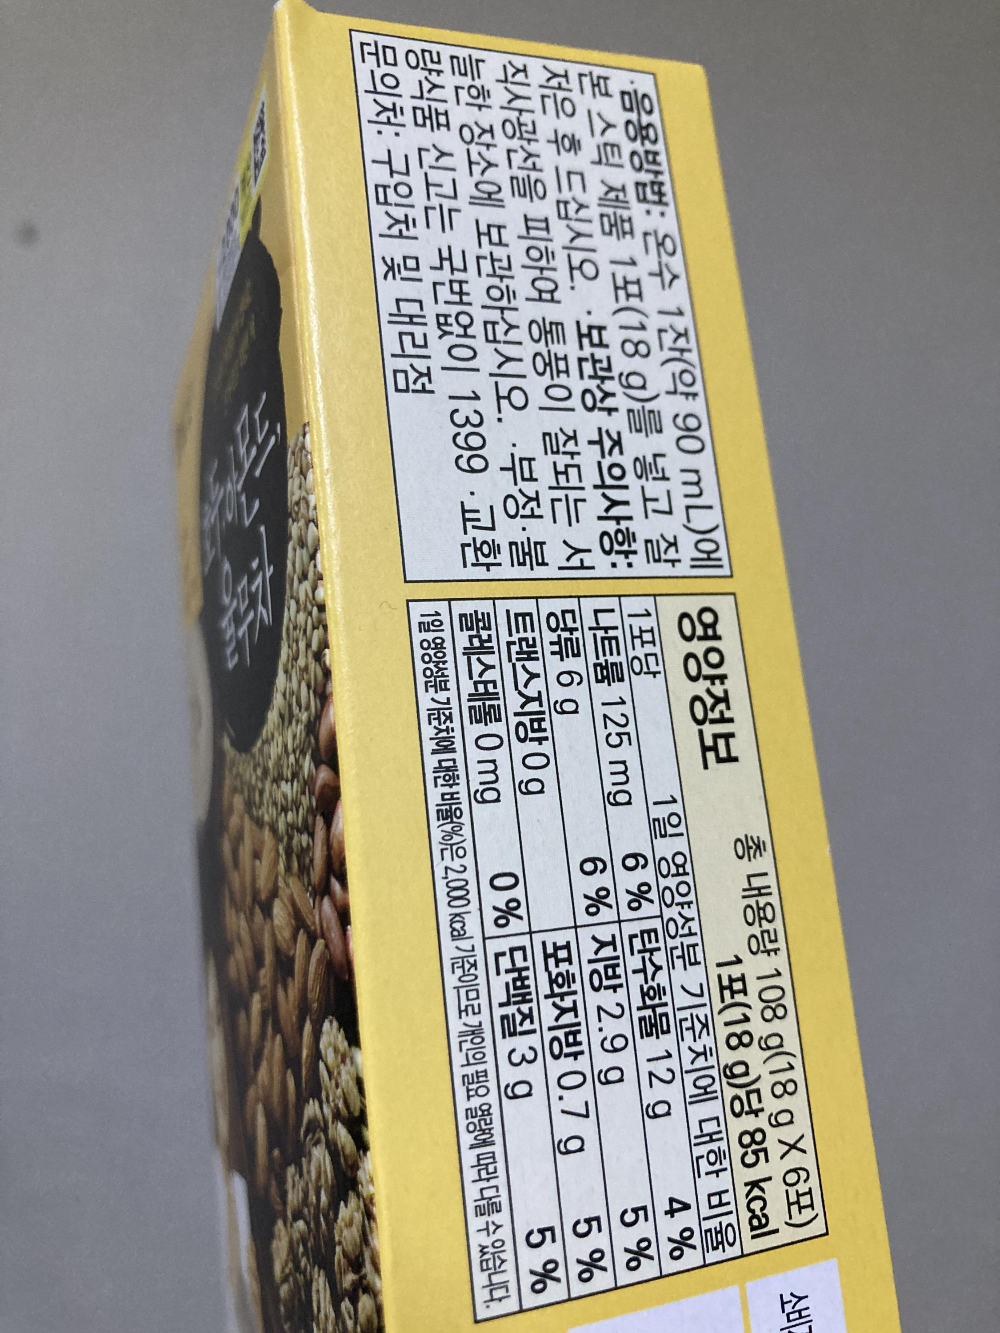 ·음용방법: 온수 1잔(약 90 mL)에
본 스틱 제품 1포(18 g)를 넣고 잘
저은 후 드십시오. ·보관상 주의사항:
직사광선을 피하여 통풍이 잘되는 서
늘한 장소에 보관하십시오. ·부정·불
량식품 신고는 국번없이 1399 ·교환
문의처: 구입처 및 대리점
영양정보
총 내용량 108 g(18 g X 6포)
1포(18 g)당 85 kcal
1포당 1일 영양성분 기준치에 대한 비율
나트륨 125 mg 6 % 탄수화물 12 g 4 %
당류 6 g 6 % 지방 2.9 g 5 %
트랜스지방 0 g 포화지방 0.7 g 5 %
콜레스테롤 0 mg 0 % 단백질 3 g 5 %
1일 영양성분 기준치에 대한 비율(%)은 2,000 kcal 기준이므로 개인의 필요 열량에 따라 다를 수 있습니다.